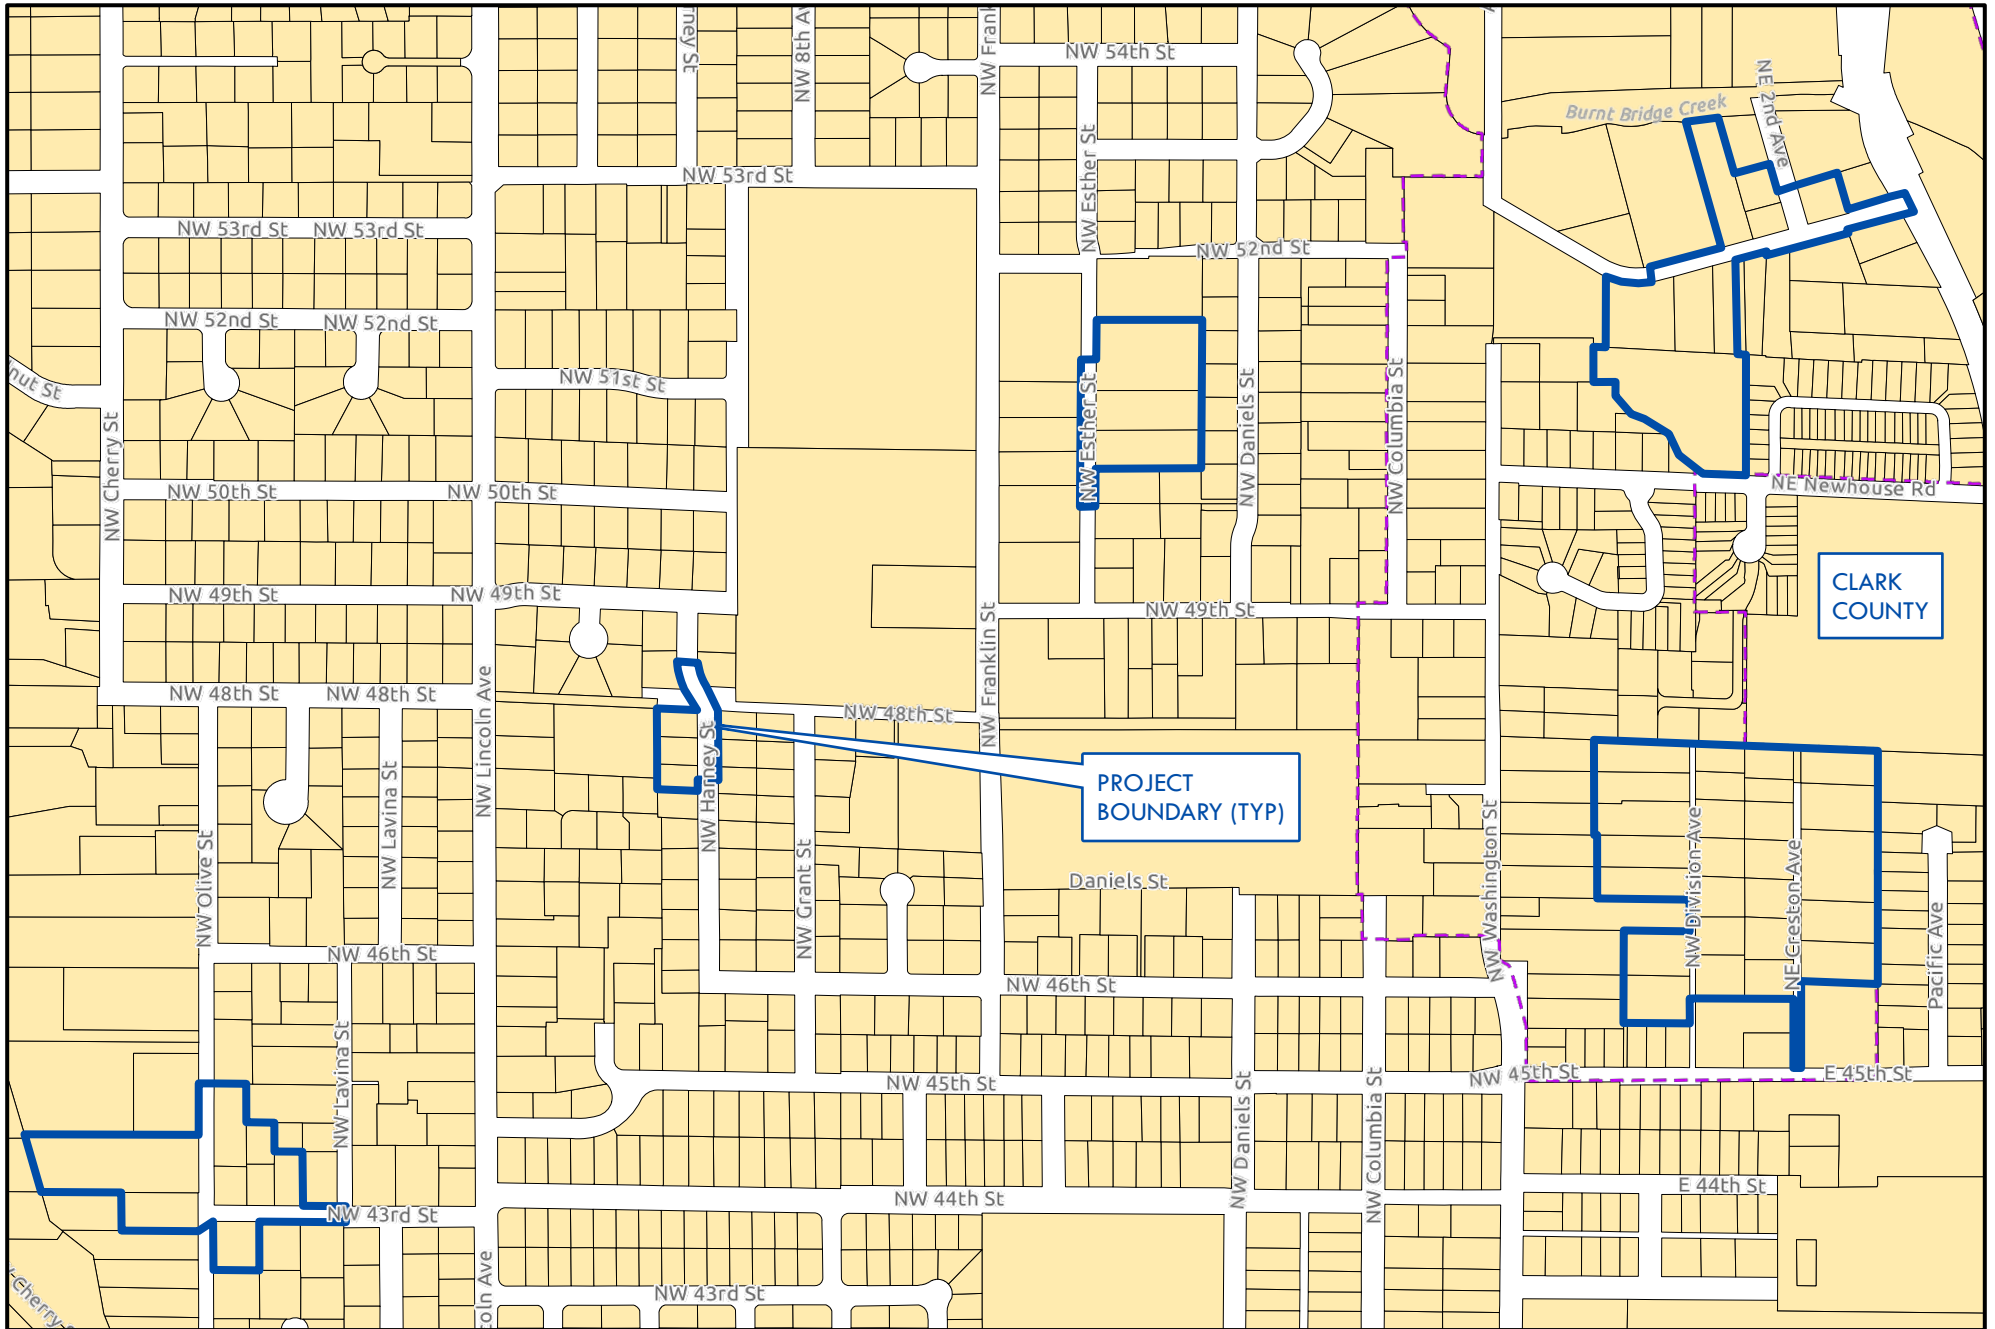 NW 54th St
NW 8th A
NW Frank
rney St
NE 2nd Ave
Burnt Bridge Creek
NW Esther St
NW 53rd St
NW 53rd St
NW 53rd St
NW 52nd St
NW 52nd St
NW 52nd St
nut St
NW 51st St
NW Cherry St
NW Esther St
NW Daniels St
NW Columbia St
NW 50th St
NW 50th St
NE Newhouse Rd
CLARK
COUNTY
NW 49th St
NW 49th St
NW 49th St
NW 48th St
NW 48th St
NW Lincoln Ave
NW Franklin St
NW 48th St
NW Harney St
PROJECT
BOUNDARY (TYP)
NW Lavina St
NW Olive St
NW Grant St
Daniels St
NW Washington St
NW Division Ave
NE Creston Ave
Pacific Ave
NW 46th St
NW 46th St
NW Lavina St
NW 45th St
NW 45th St
E 45th St
NW Daniels St
NW Columbia St
NW 44th St
E 44th St
NW 43rd St
coln Ave
NW 43rd St
Cherry